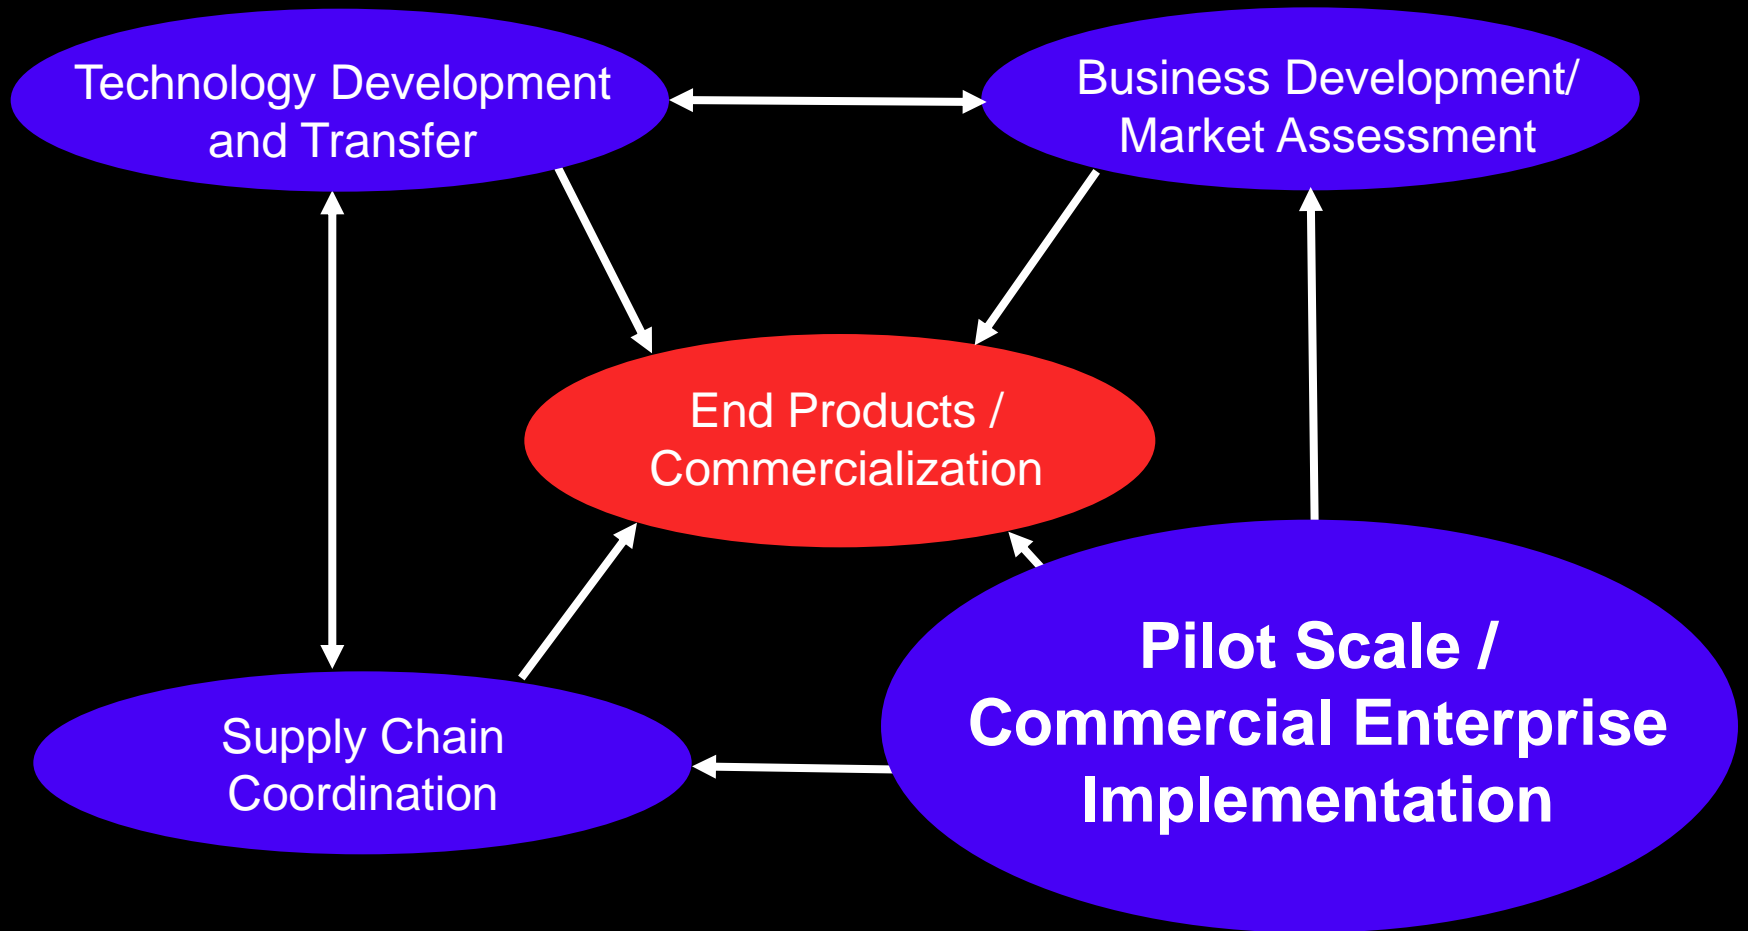 Technology Development
and Transfer
Business Development/
Market Assessment
End Products /
Commercialization
Supply Chain
Coordination
Pilot Scale /
Commercial Enterprise
Implementation